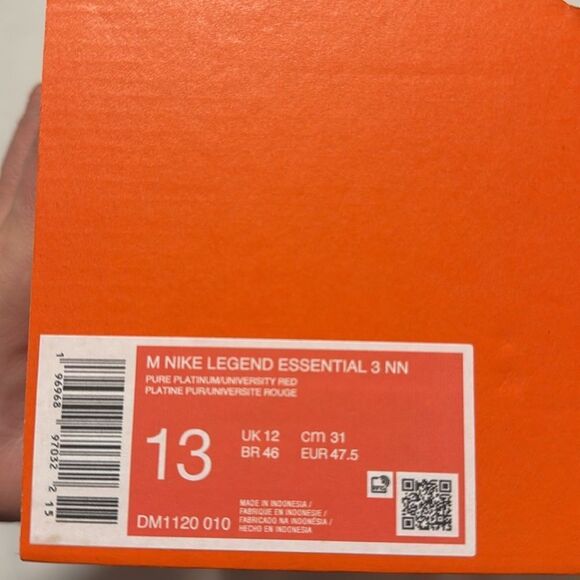 M NIKE LEGEND ESSENTIAL 3 NN
PURE PLATINUM/UNIVERSITY RED
PLATINE PUR/UNIVERSITE ROUGE
13
UK 12 cm 31
BR 46 EUR 47.5
DM1120 010
MADE IN INDONESIA /
FABRIQUE EN INDONESIE /
FABRICADO NA INDONÉSIA /
HECHO EN INDONESIA
1 96968 97032 2 15